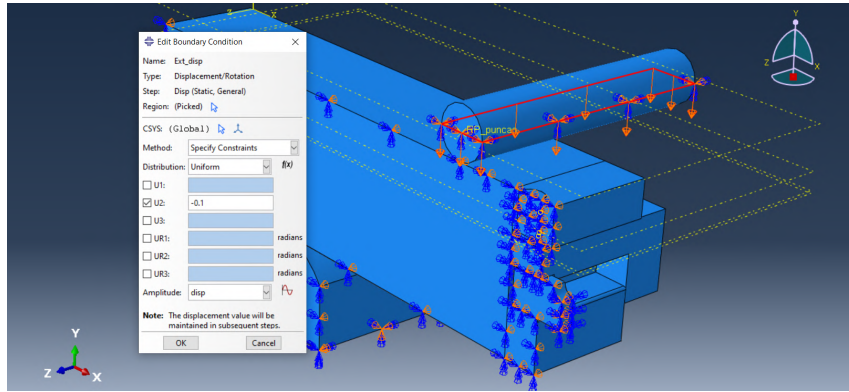 Edit Boundary Condition
Name: Ext_disp
Type: Displacement/Rotation
Step: Disp (Static, General)
Region: (Picked)
CSYS: (Global)
Method: Specify Constraints
Distribution: Uniform f(x)
U1:
U2: -0.1
U3:
UR1: radians
UR2: radians
UR3: radians
Amplitude: disp
Note: The displacement value will be
maintained in subsequent steps.
OK Cancel
RP_puncan
Y
Z
X
Y
Z
X
Z
X